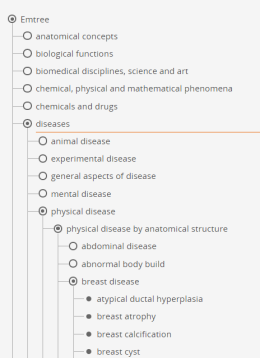 Emtree
anatomical concepts
biological functions
biomedical disciplines, science and art
chemical, physical and mathematical phenomena
chemicals and drugs
diseases
animal disease
experimental disease
general aspects of disease
mental disease
physical disease
physical disease by anatomical structure
abdominal disease
abnormal body build
breast disease
atypical ductal hyperplasia
breast atrophy
breast calcification
breast cyst